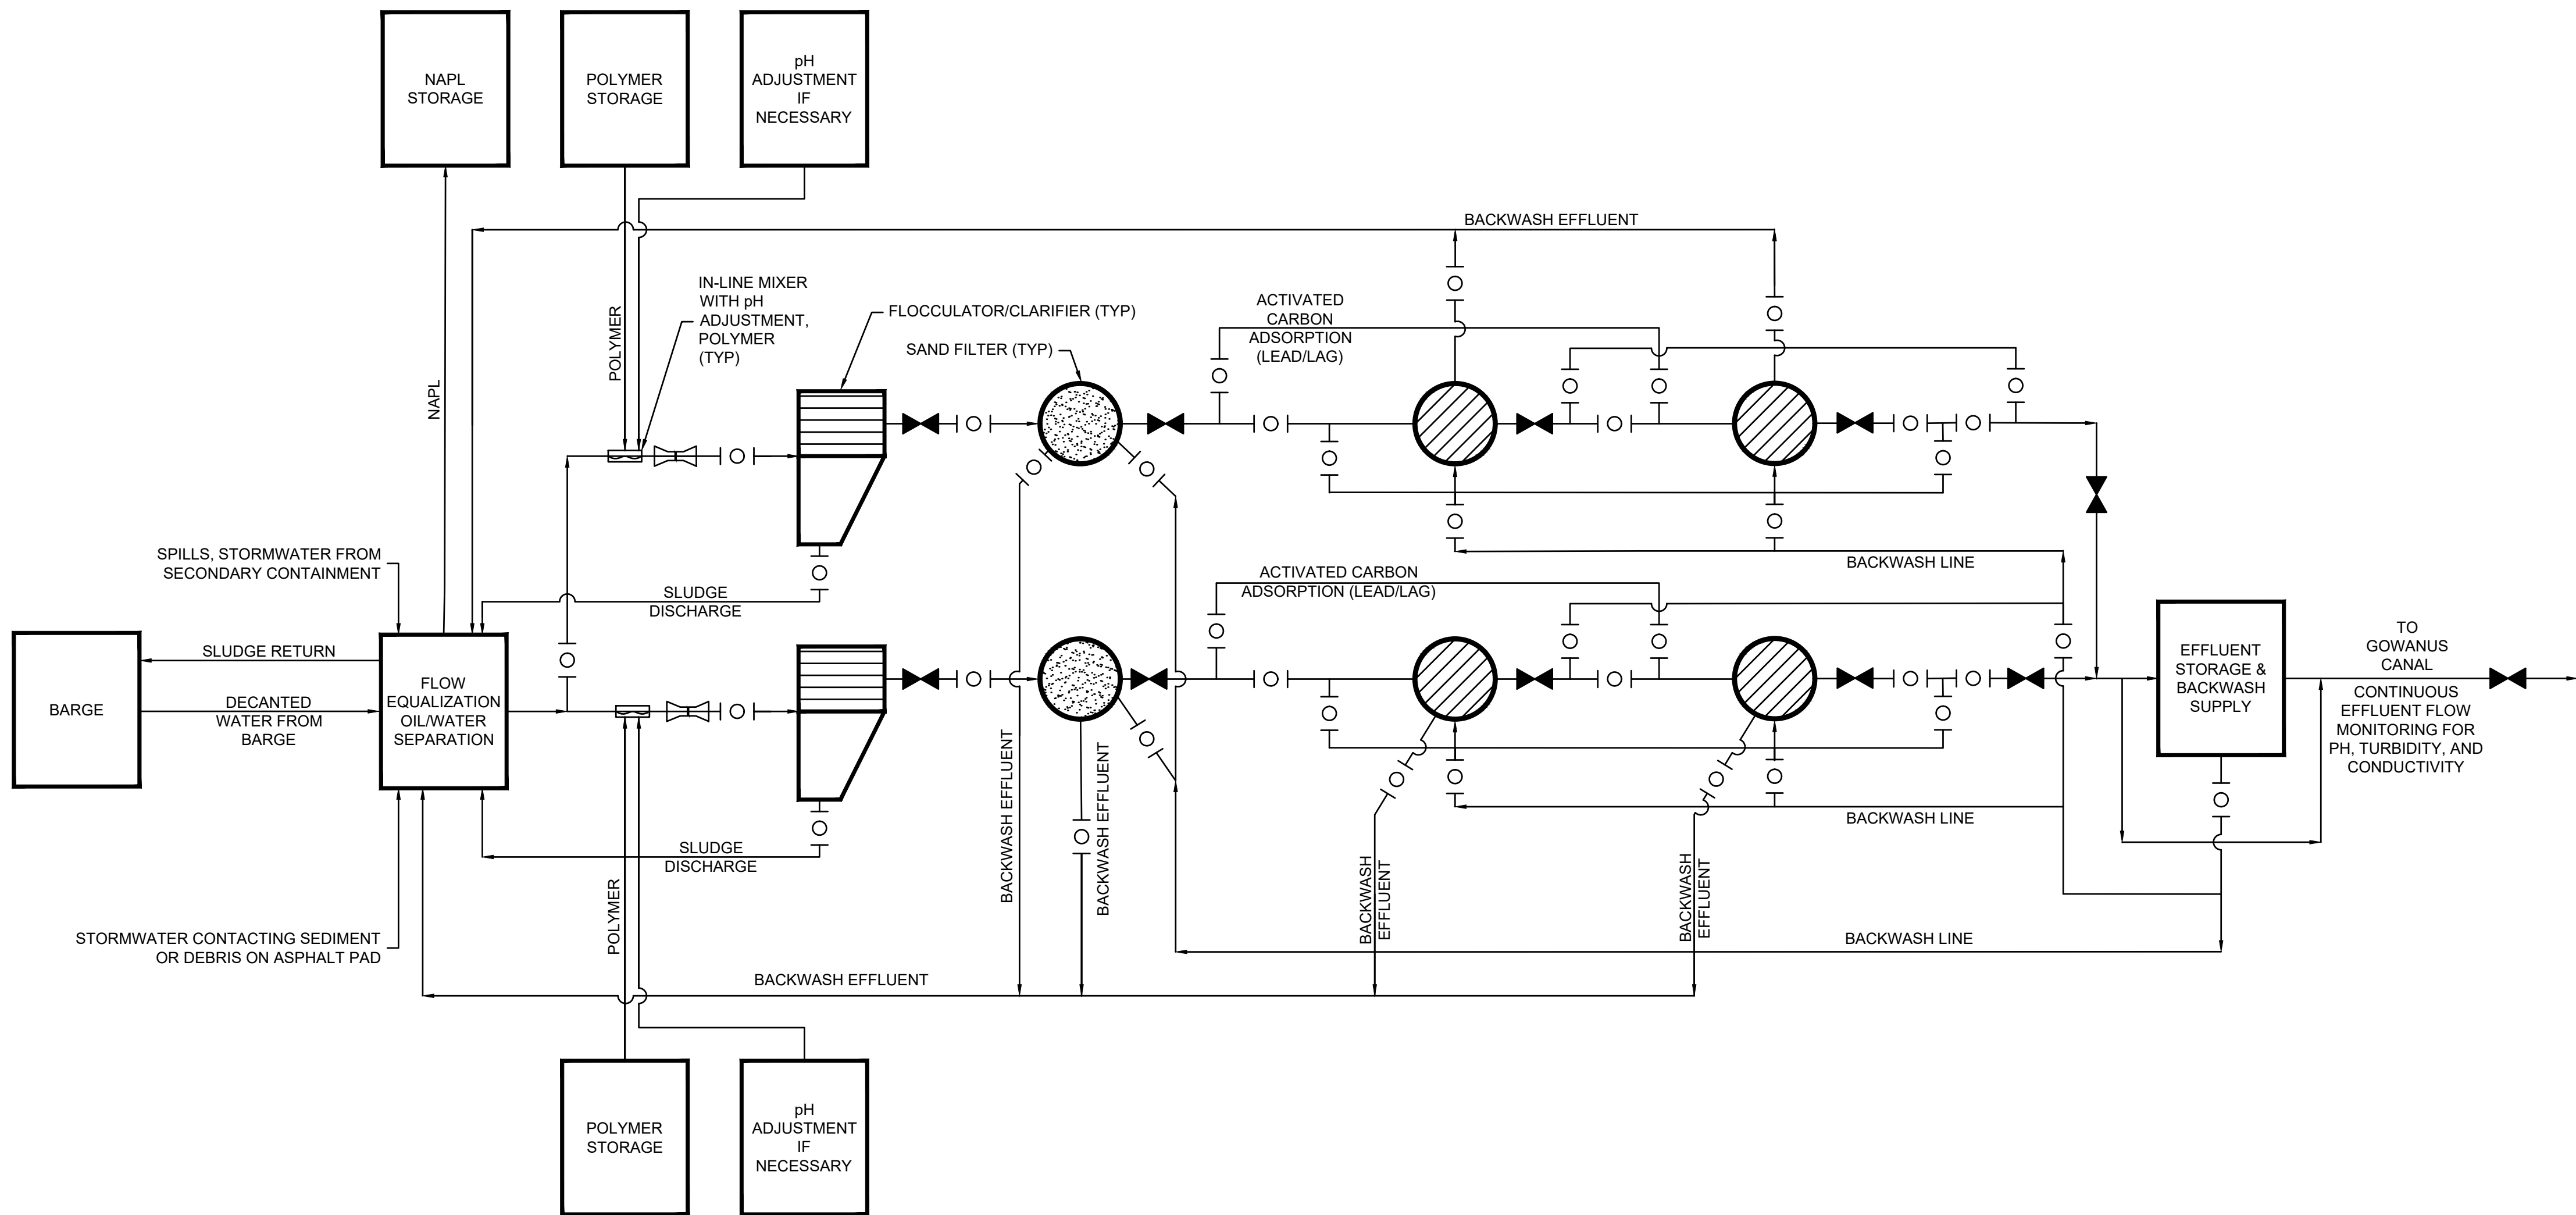 NAPL
STORAGE
POLYMER
STORAGE
pH
ADJUSTMENT
IF
NECESSARY
BACKWASH EFFLUENT
IN-LINE MIXER
WITH pH
ADJUSTMENT,
POLYMER
(TYP)
FLOCCULATOR/CLARIFIER (TYP)
SAND FILTER (TYP)
ACTIVATED
CARBON
ADSORPTION
(LEAD/LAG)
POLYMER
NAPL
SPILLS, STORMWATER FROM
SECONDARY CONTAINMENT
BACKWASH LINE
ACTIVATED CARBON
ADSORPTION (LEAD/LAG)
SLUDGE
DISCHARGE
BARGE
SLUDGE RETURN
DECANTED
WATER FROM
BARGE
FLOW
EQUALIZATION
OIL/WATER
SEPARATION
EFFLUENT
STORAGE &
BACKWASH
SUPPLY
TO
GOWANUS
CANAL
CONTINUOUS
EFFLUENT FLOW
MONITORING FOR
PH, TURBIDITY, AND
CONDUCTIVITY
BACKWASH LINE
SLUDGE
DISCHARGE
BACKWASH EFFLUENT
BACKWASH EFFLUENT
BACKWASH
EFFLUENT
BACKWASH
EFFLUENT
POLYMER
STORMWATER CONTACTING SEDIMENT
OR DEBRIS ON ASPHALT PAD
BACKWASH LINE
BACKWASH EFFLUENT
POLYMER
STORAGE
pH
ADJUSTMENT
IF
NECESSARY